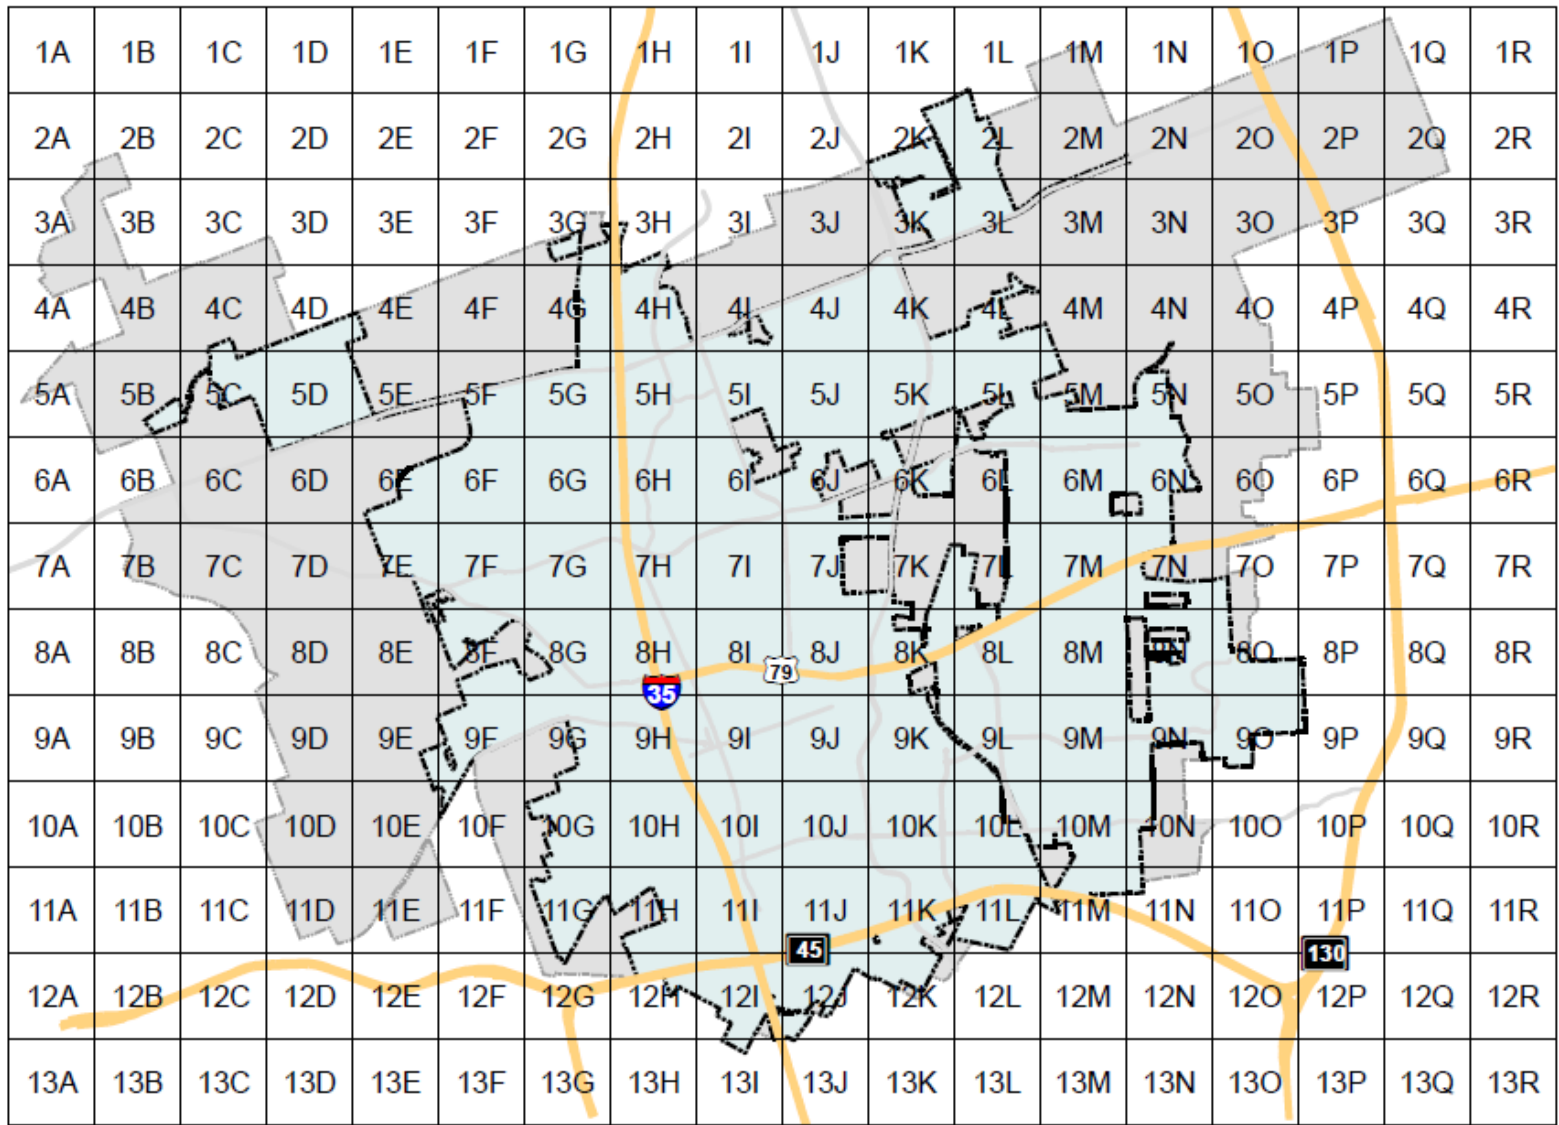 1A 1B 1C 1D 1E 1F 1G 1H 1I 1J 1K 1L 1M 1N 1O 1P 1Q 1R
2A 2B 2C 2D 2E 2F 2G 2H 2I 2J 2K 2L 2M 2N 2O 2P 2Q 2R
3A 3B 3C 3D 3E 3F 3G 3H 3I 3J 3K 3L 3M 3N 3O 3P 3Q 3R
4A 4B 4C 4D 4E 4F 4G 4H 4I 4J 4K 4L 4M 4N 4O 4P 4Q 4R
5A 5B 5C 5D 5E 5F 5G 5H 5I 5J 5K 5L 5M 5N 5O 5P 5Q 5R
6A 6B 6C 6D 6E 6F 6G 6H 6I 6J 6K 6L 6M 6N 6O 6P 6Q 6R
7A 7B 7C 7D 7E 7F 7G 7H 7I 7J 7K 7L 7M 7N 7O 7P 7Q 7R
8A 8B 8C 8D 8E 8F 8G 8H 8I 8J 8K 8L 8M 8N 8O 8P 8Q 8R
79
35
9A 9B 9C 9D 9E 9F 9G 9H 9I 9J 9K 9L 9M 9N 9O 9P 9Q 9R
10A 10B 10C 10D 10E 10F 10G 10H 10I 10J 10K 10L 10M 10N 10O 10P 10Q 10R
11A 11B 11C 11D 11E 11F 11G 11H 11I 11J 11K 11L 11M 11N 11O 11P 11Q 11R
45 130
12A 12B 12C 12D 12E 12F 12G 12H 12I 12J 12K 12L 12M 12N 12O 12P 12Q 12R
13A 13B 13C 13D 13E 13F 13G 13H 13I 13J 13K 13L 13M 13N 13O 13P 13Q 13R